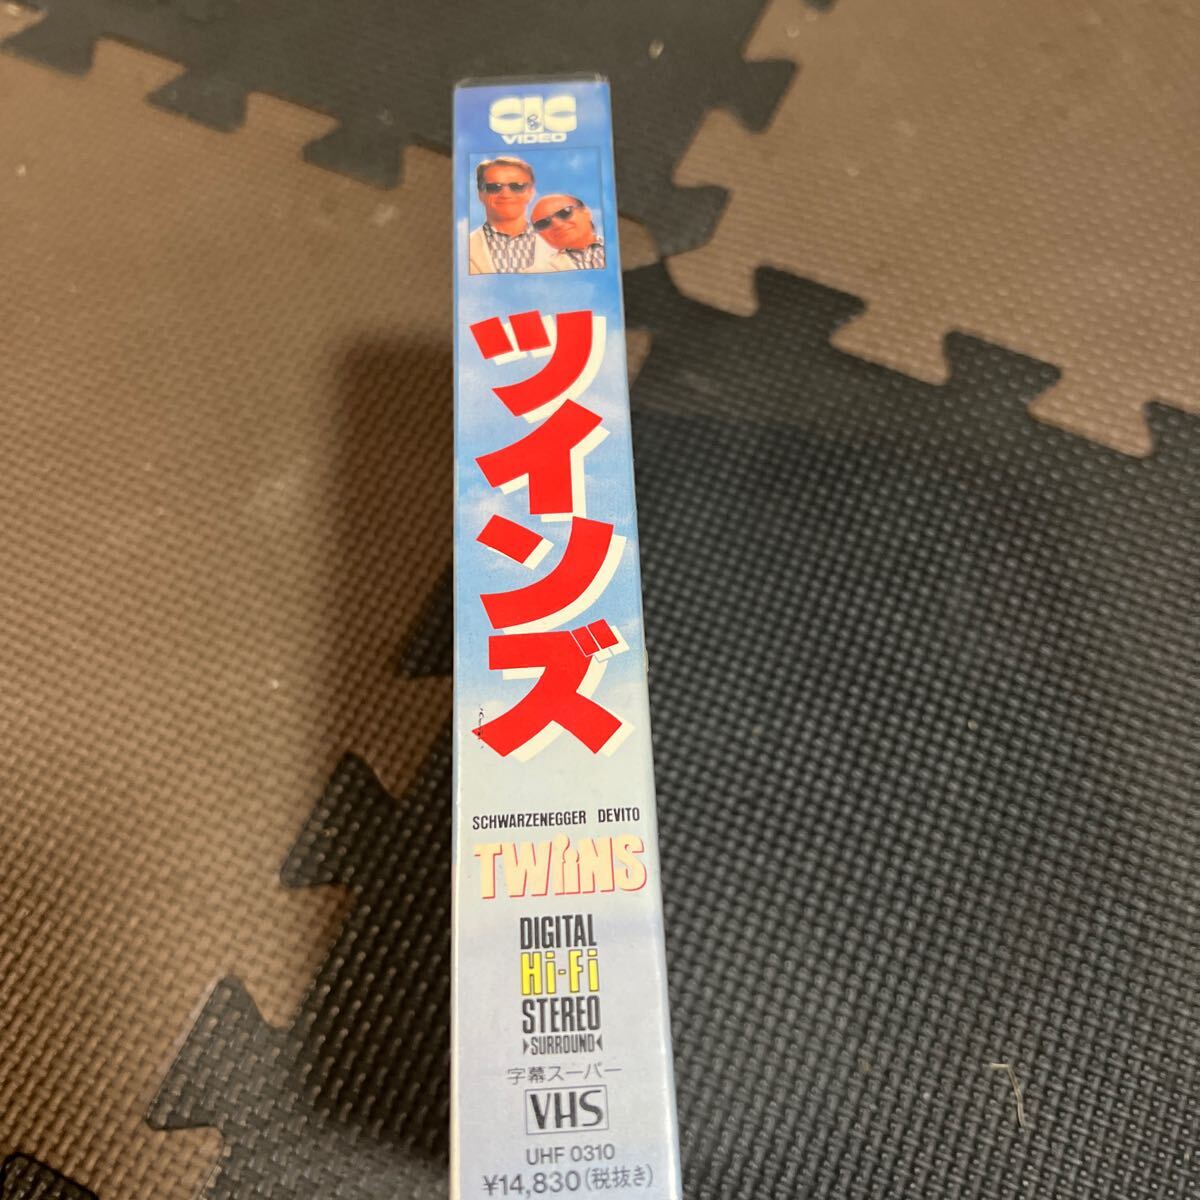 CIC
VIDEO
ツインズ
SCHWARZENEGGER DEVITO
TWiiNS
DIGITAL
Hi-Fi
STEREO
SURROUND
字幕スーパー
VHS
UHF 0310
¥14,830(税抜き)